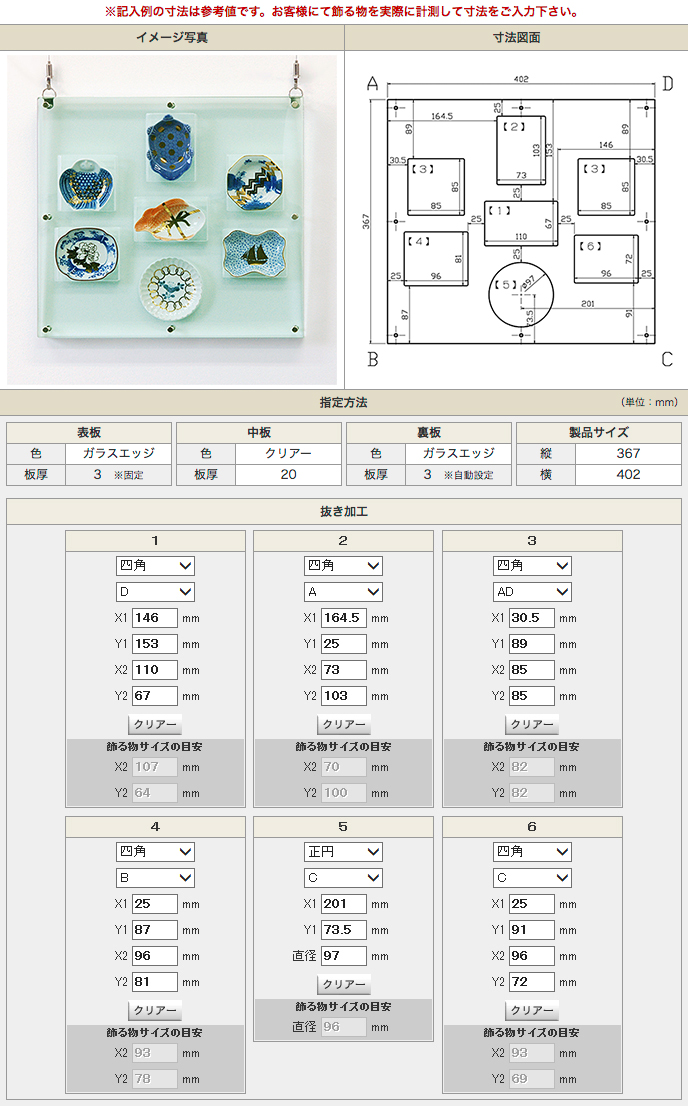 ※記入例の寸法は参考値です。お客様にて飾る物を実際に計測して寸法をご入力下さい。
イメージ写真
寸法図面
A
D
402
25
164.5
89
【2】
103
153
73
146
89
30.5
30.5
【3】
85
85
【3】
85
85
367
【1】
67
110
25
25
25
【4】
81
96
【6】
72
96
25
25
25
【5】
φ97
201
73.5
87
91
B
C
指定方法
（単位：mm）
表板
色 ガラスエッジ
板厚 3 ※固定
中板
色 クリアー
板厚 20
裏板
色 ガラスエッジ
板厚 3 ※自動設定
製品サイズ
縦 367
横 402
抜き加工
1
四角
D
X1 146 mm
Y1 153 mm
X2 110 mm
Y2 67 mm
クリアー
飾る物サイズの目安
X2 107 mm
Y2 64 mm
2
四角
A
X1 164.5 mm
Y1 25 mm
X2 73 mm
Y2 103 mm
クリアー
飾る物サイズの目安
X2 70 mm
Y2 100 mm
3
四角
AD
X1 30.5 mm
Y1 89 mm
X2 85 mm
Y2 85 mm
クリアー
飾る物サイズの目安
X2 82 mm
Y2 82 mm
4
四角
B
X1 25 mm
Y1 87 mm
X2 96 mm
Y2 81 mm
クリアー
飾る物サイズの目安
X2 93 mm
Y2 78 mm
5
正円
C
X1 201 mm
Y1 73.5 mm
直径 97 mm
クリアー
飾る物サイズの目安
直径 96 mm
6
四角
C
X1 25 mm
Y1 91 mm
X2 96 mm
Y2 72 mm
クリアー
飾る物サイズの目安
X2 93 mm
Y2 69 mm